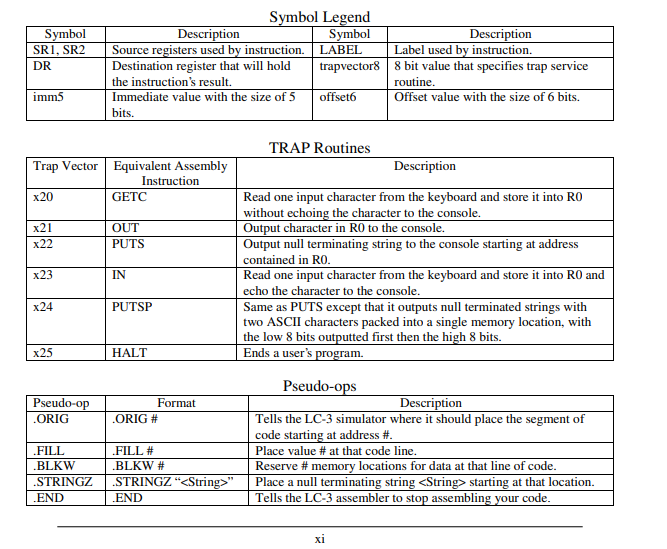 Symbol Legend
Symbol Description Symbol Description
SR1, SR2 Source registers used by instruction. LABEL Label used by instruction.
DR Destination register that will hold trapvector8 8 bit value that specifies trap service
the instruction's result. routine.
imm5 Immediate value with the size of 5 offset6 Offset value with the size of 6 bits.
bits.
TRAP Routines
Trap Vector Equivalent Assembly Description
Instruction
x20 GETC Read one input character from the keyboard and store it into R0
without echoing the character to the console.
x21 OUT Output character in R0 to the console.
x22 PUTS Output null terminating string to the console starting at address
contained in R0.
x23 IN Read one input character from the keyboard and store it into R0 and
echo the character to the console.
x24 PUTSP Same as PUTS except that it outputs null terminated strings with
two ASCII characters packed into a single memory location, with
the low 8 bits outputted first then the high 8 bits.
x25 HALT Ends a user's program.
Pseudo-ops
Pseudo-op Format Description
.ORIG .ORIG # Tells the LC-3 simulator where it should place the segment of
code starting at address #.
.FILL .FILL # Place value # at that code line.
.BLKW .BLKW # Reserve # memory locations for data at that line of code.
.STRINGZ .STRINGZ “<String>” Place a null terminating string <String> starting at that location.
.END .END Tells the LC-3 assembler to stop assembling your code.
xi